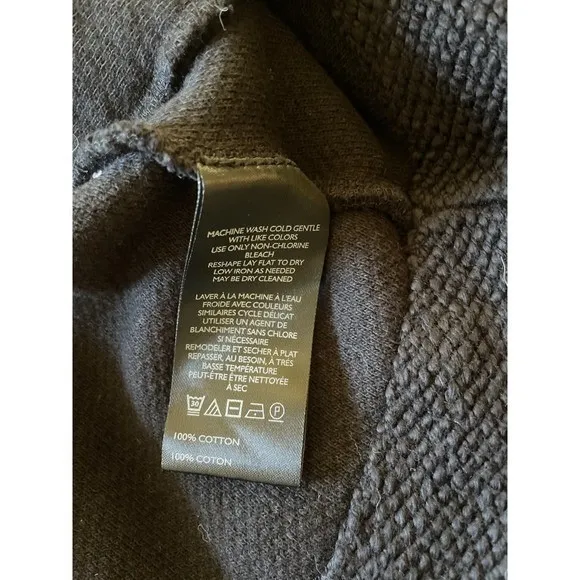 MACHINE WASH COLD GENTLE
WITH LIKE COLORS
USE ONLY NON-CHLORINE
BLEACH
RESHAPE LAY FLAT TO DRY
LOW IRON AS NEEDED
MAY BE DRY CLEANED
LAVER À LA MACHINE À L'EAU
FROIDE AVEC COULEURS
SIMILAIRES CYCLE DÉLICAT
UTILISER UN AGENT DE
BLANCHIMENT SANS CHLORE
SI NÉCESSAIRE
REMODELER ET SECHER À PLAT
REPASSER, AU BESOIN, À TRÈS
BASSE TEMPÉRATURE
PEUT-ÊTRE ÊTRE NETTOYÉE
À SEC
30 P
100% COTTON
100% COTON